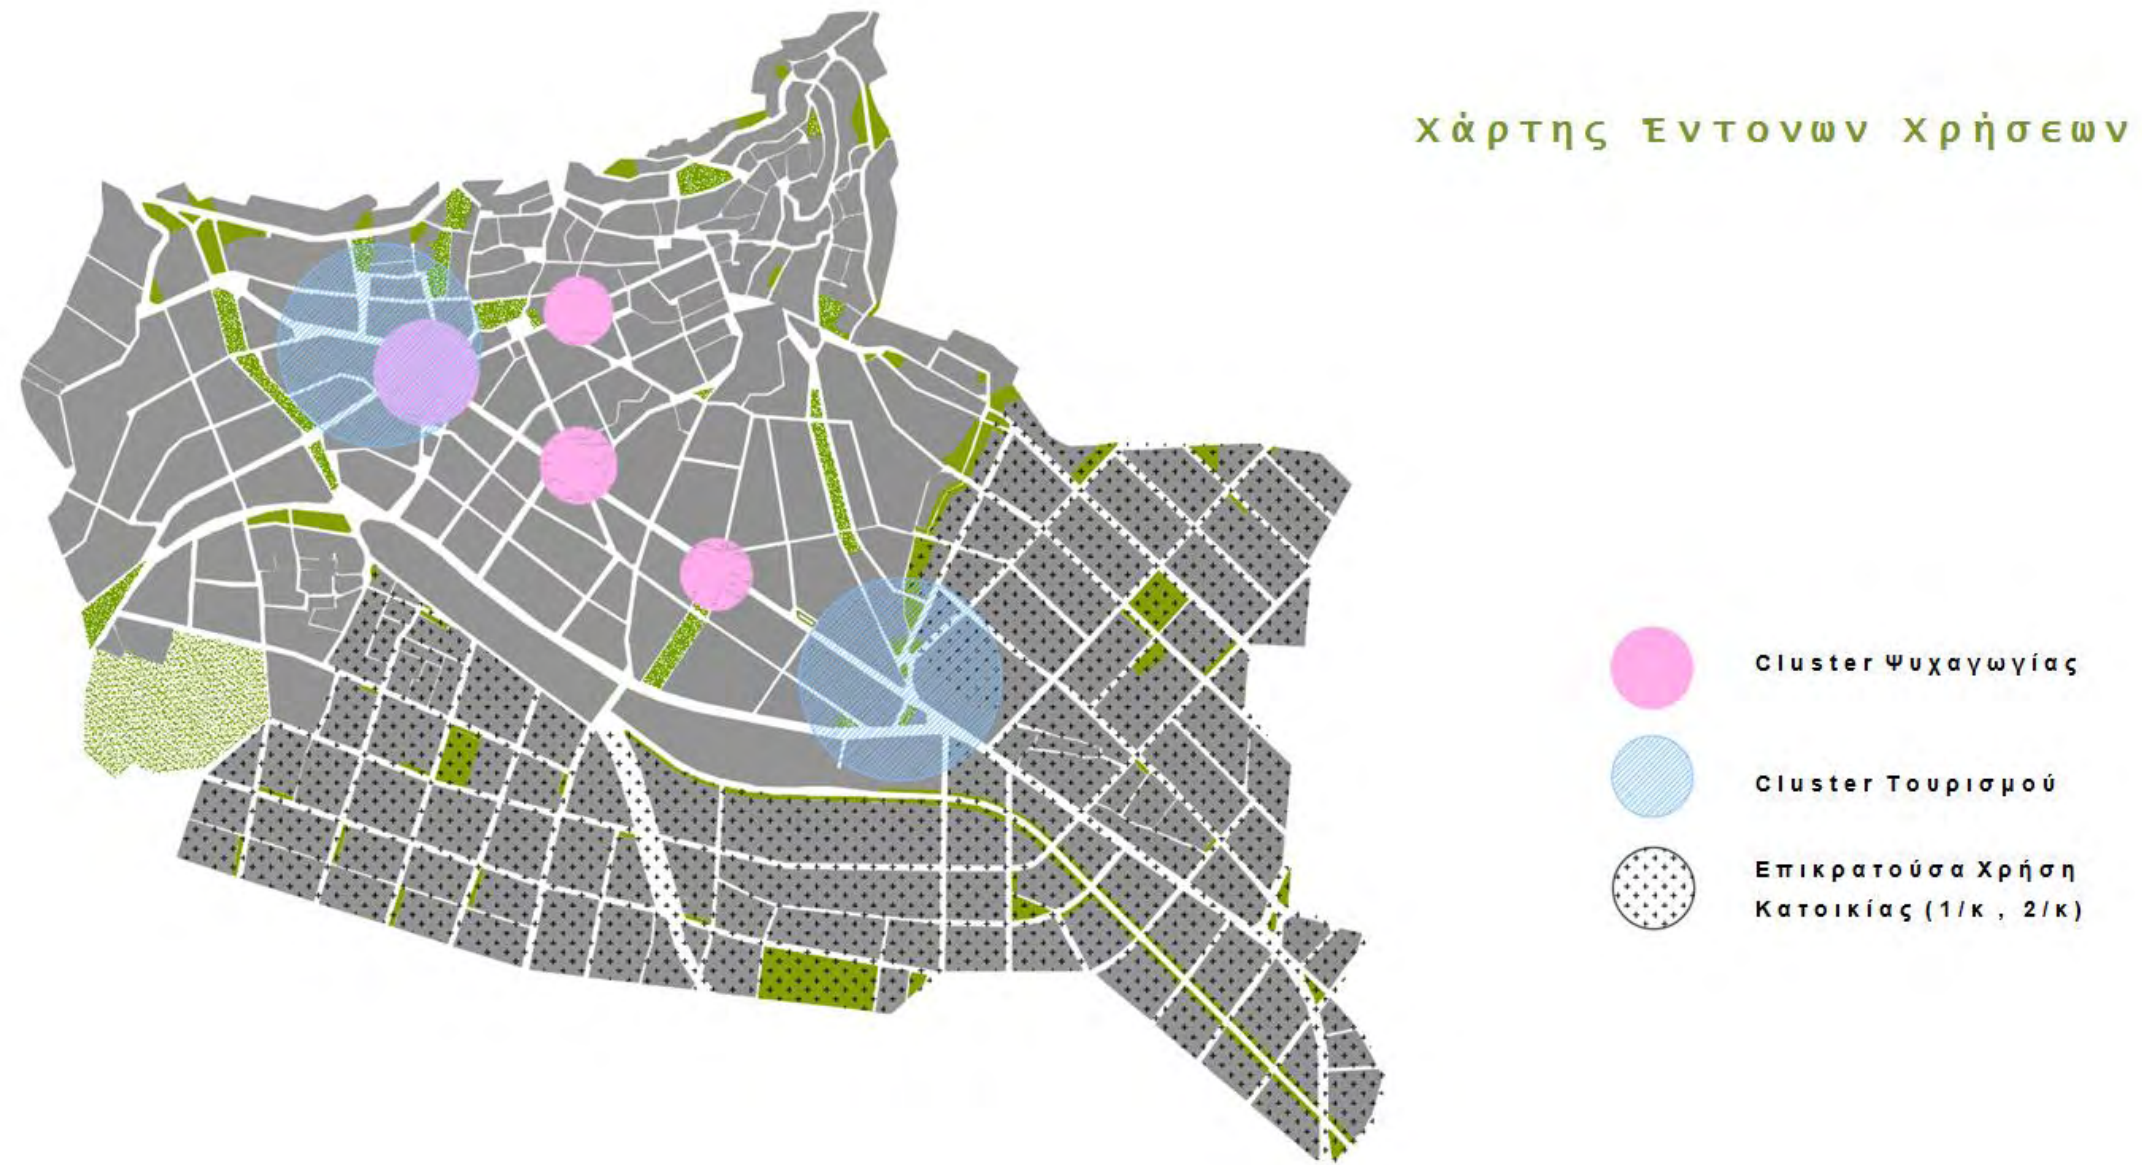 Χάρτης Έντονων Χρήσεων
Cluster Ψυχαγωγίας
Cluster Τουρισμού
Επικρατούσα Χρήση
Κατοικίας (1/κ , 2/κ)